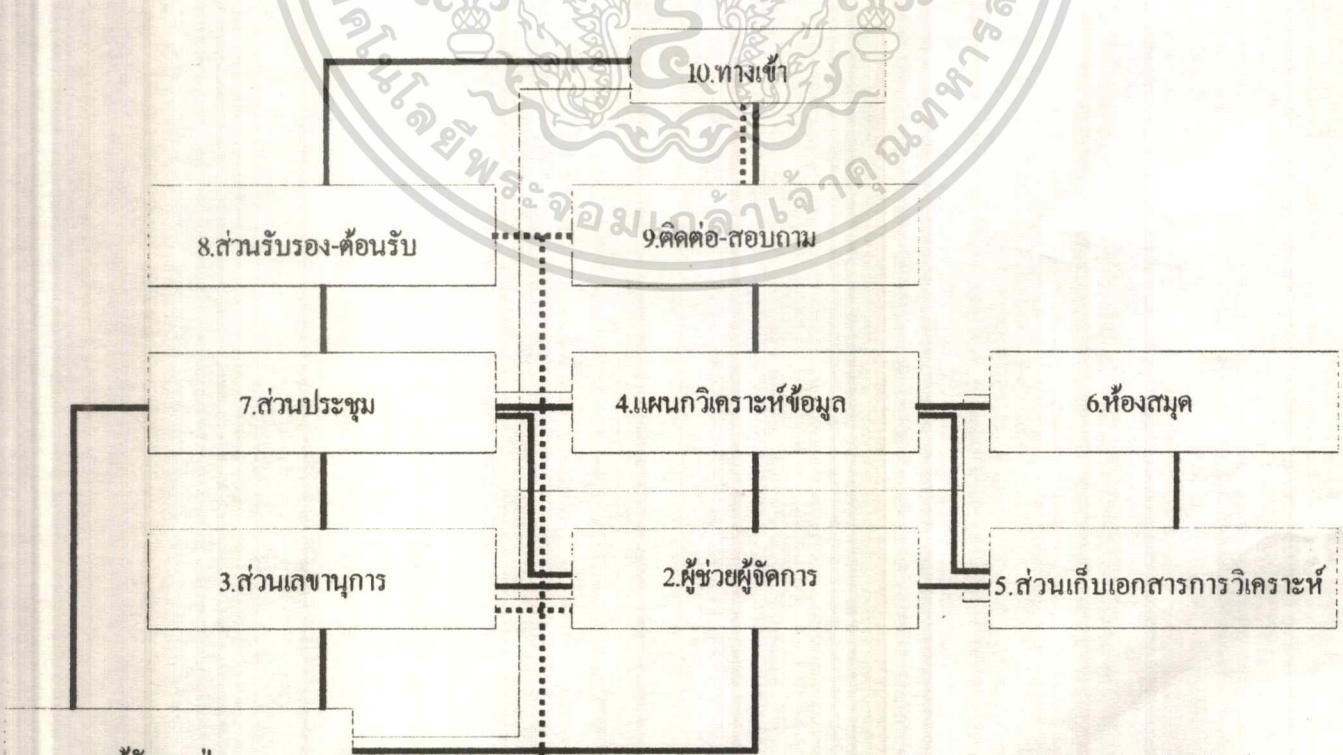 10.ทางเข้า
8.ส่วนรับรอง-ต้อนรับ
9.ติดต่อ-สอบถาม
7.ส่วนประชุม
4.แผนกวิเคราะห์ข้อมูล
6.ห้องสมุด
3.ส่วนเลขานุการ
2.ผู้ช่วยผู้จัดการ
5.ส่วนเก็บเอกสารการวิเคราะห์